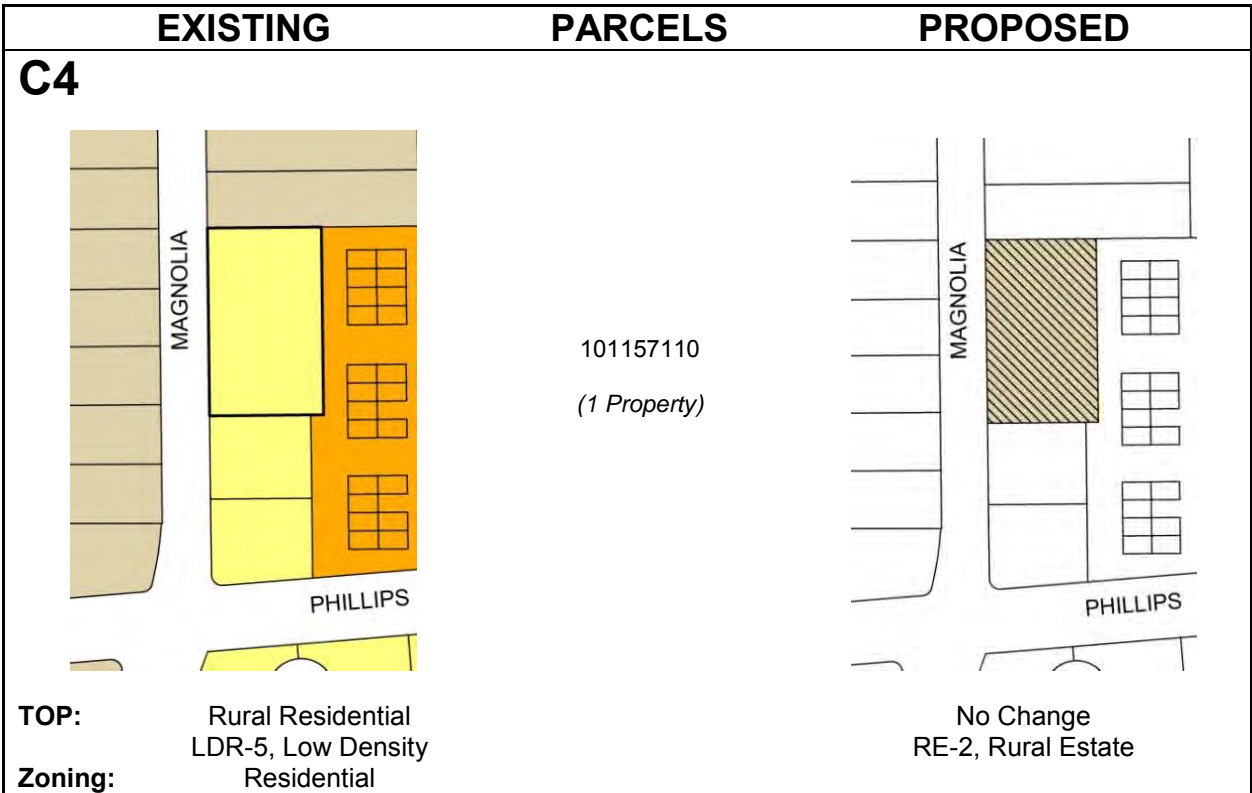 EXISTING PARCELS PROPOSED
C4
MAGNOLIA
PHILLIPS
101157110
(1 Property)
MAGNOLIA
PHILLIPS
TOP: Rural Residential No Change
LDR-5, Low Density RE-2, Rural Estate
Zoning: Residential